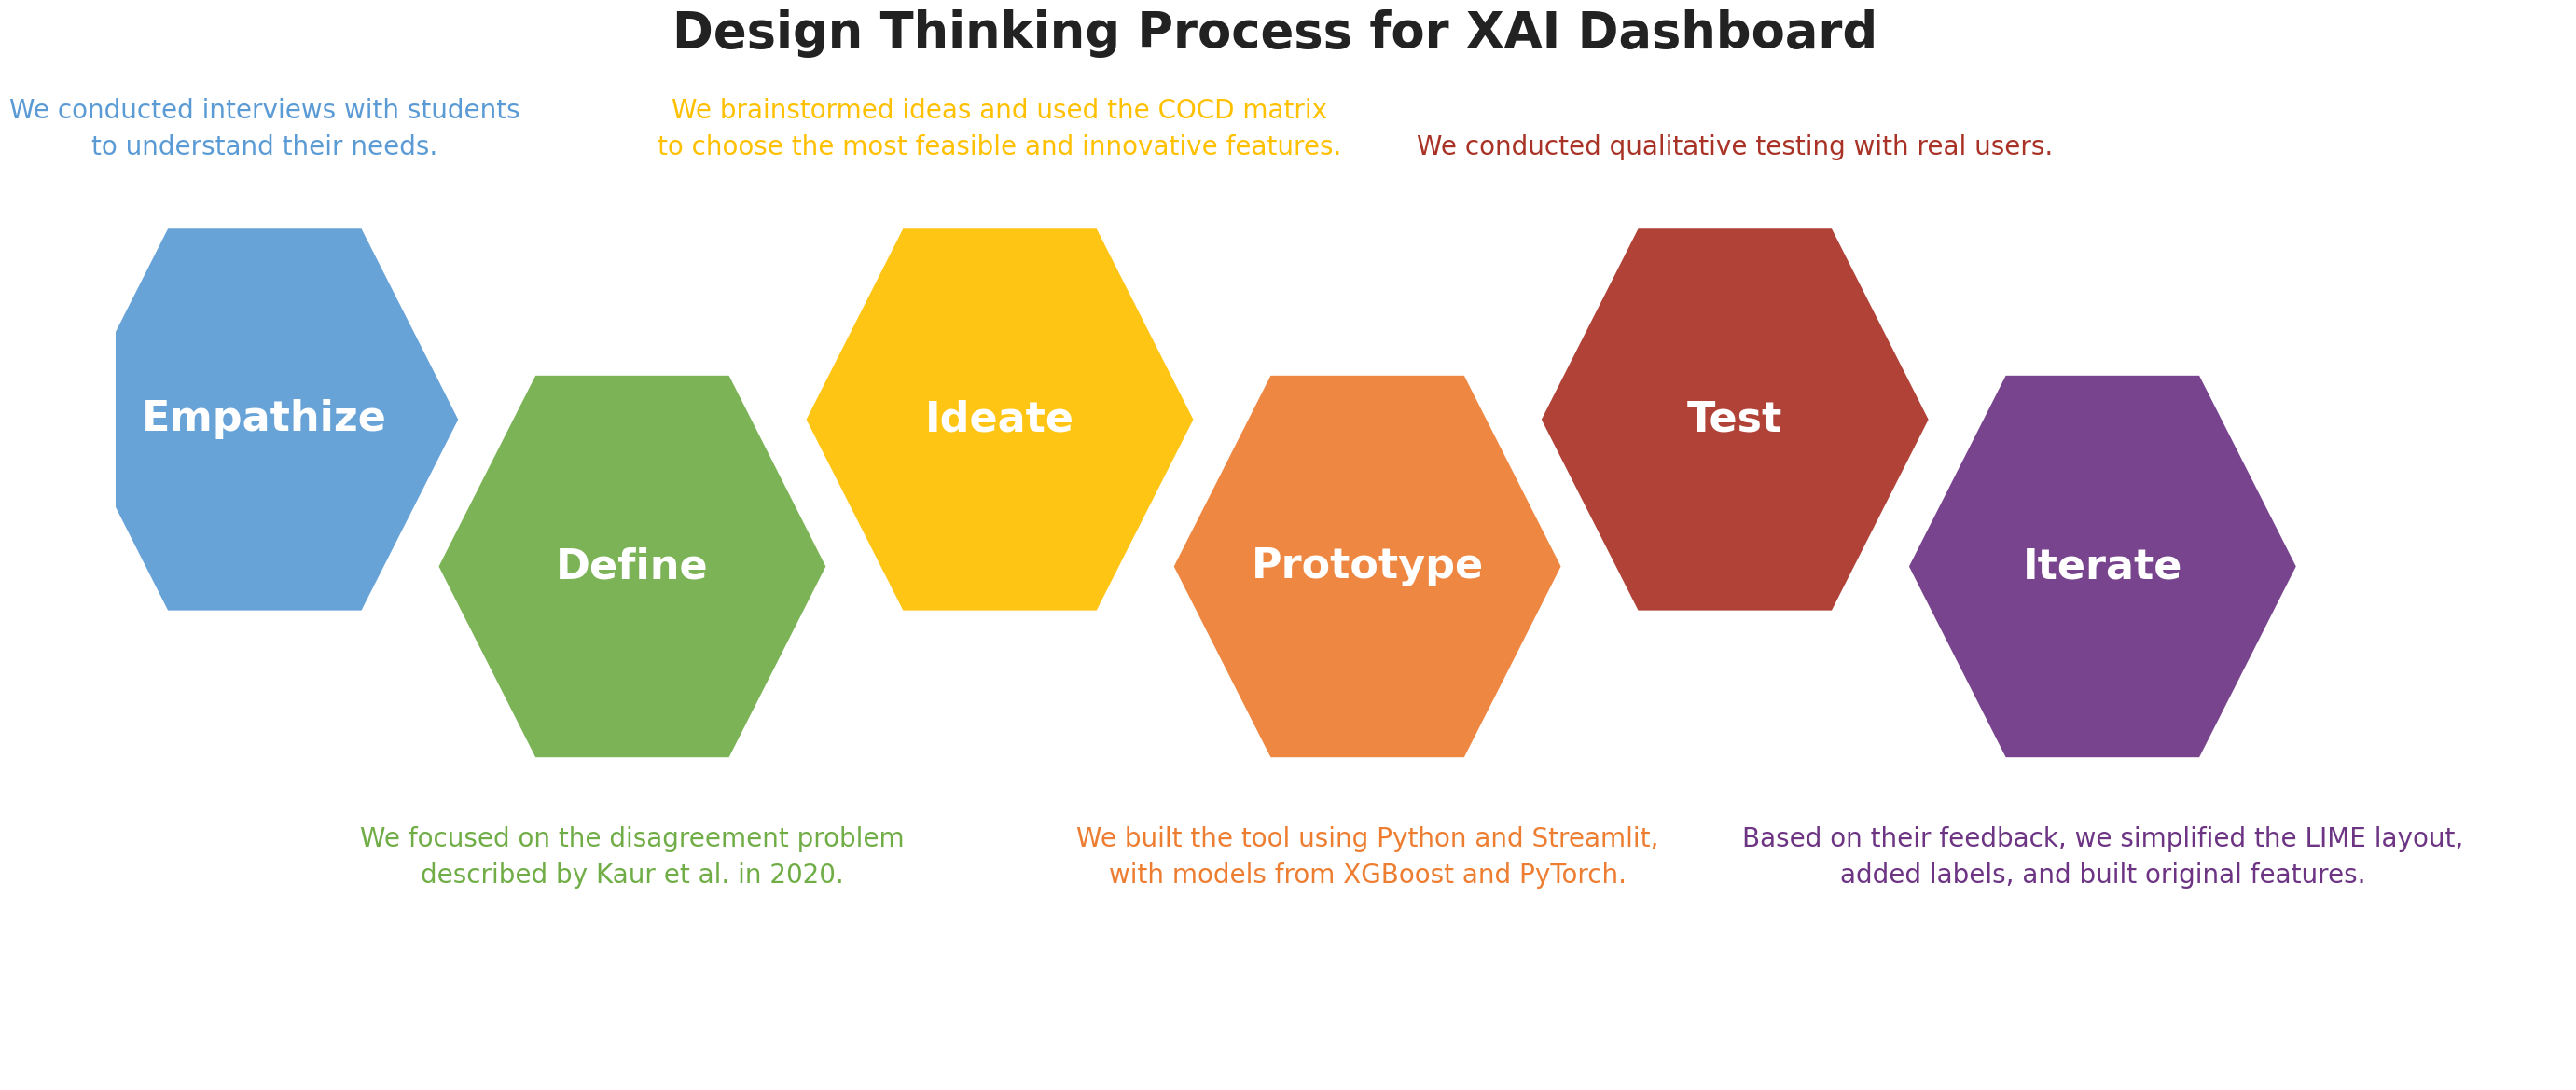 Design Thinking Process for XAI Dashboard
We conducted interviews with students
to understand their needs.
Empathize
Define
We focused on the disagreement problem
described by Kaur et al. in 2020.
We brainstormed ideas and used the COCD matrix
to choose the most feasible and innovative features.
Ideate
Prototype
We built the tool using Python and Streamlit,
with models from XGBoost and PyTorch.
We conducted qualitative testing with real users.
Test
Iterate
Based on their feedback, we simplified the LIME layout,
added labels, and built original features.